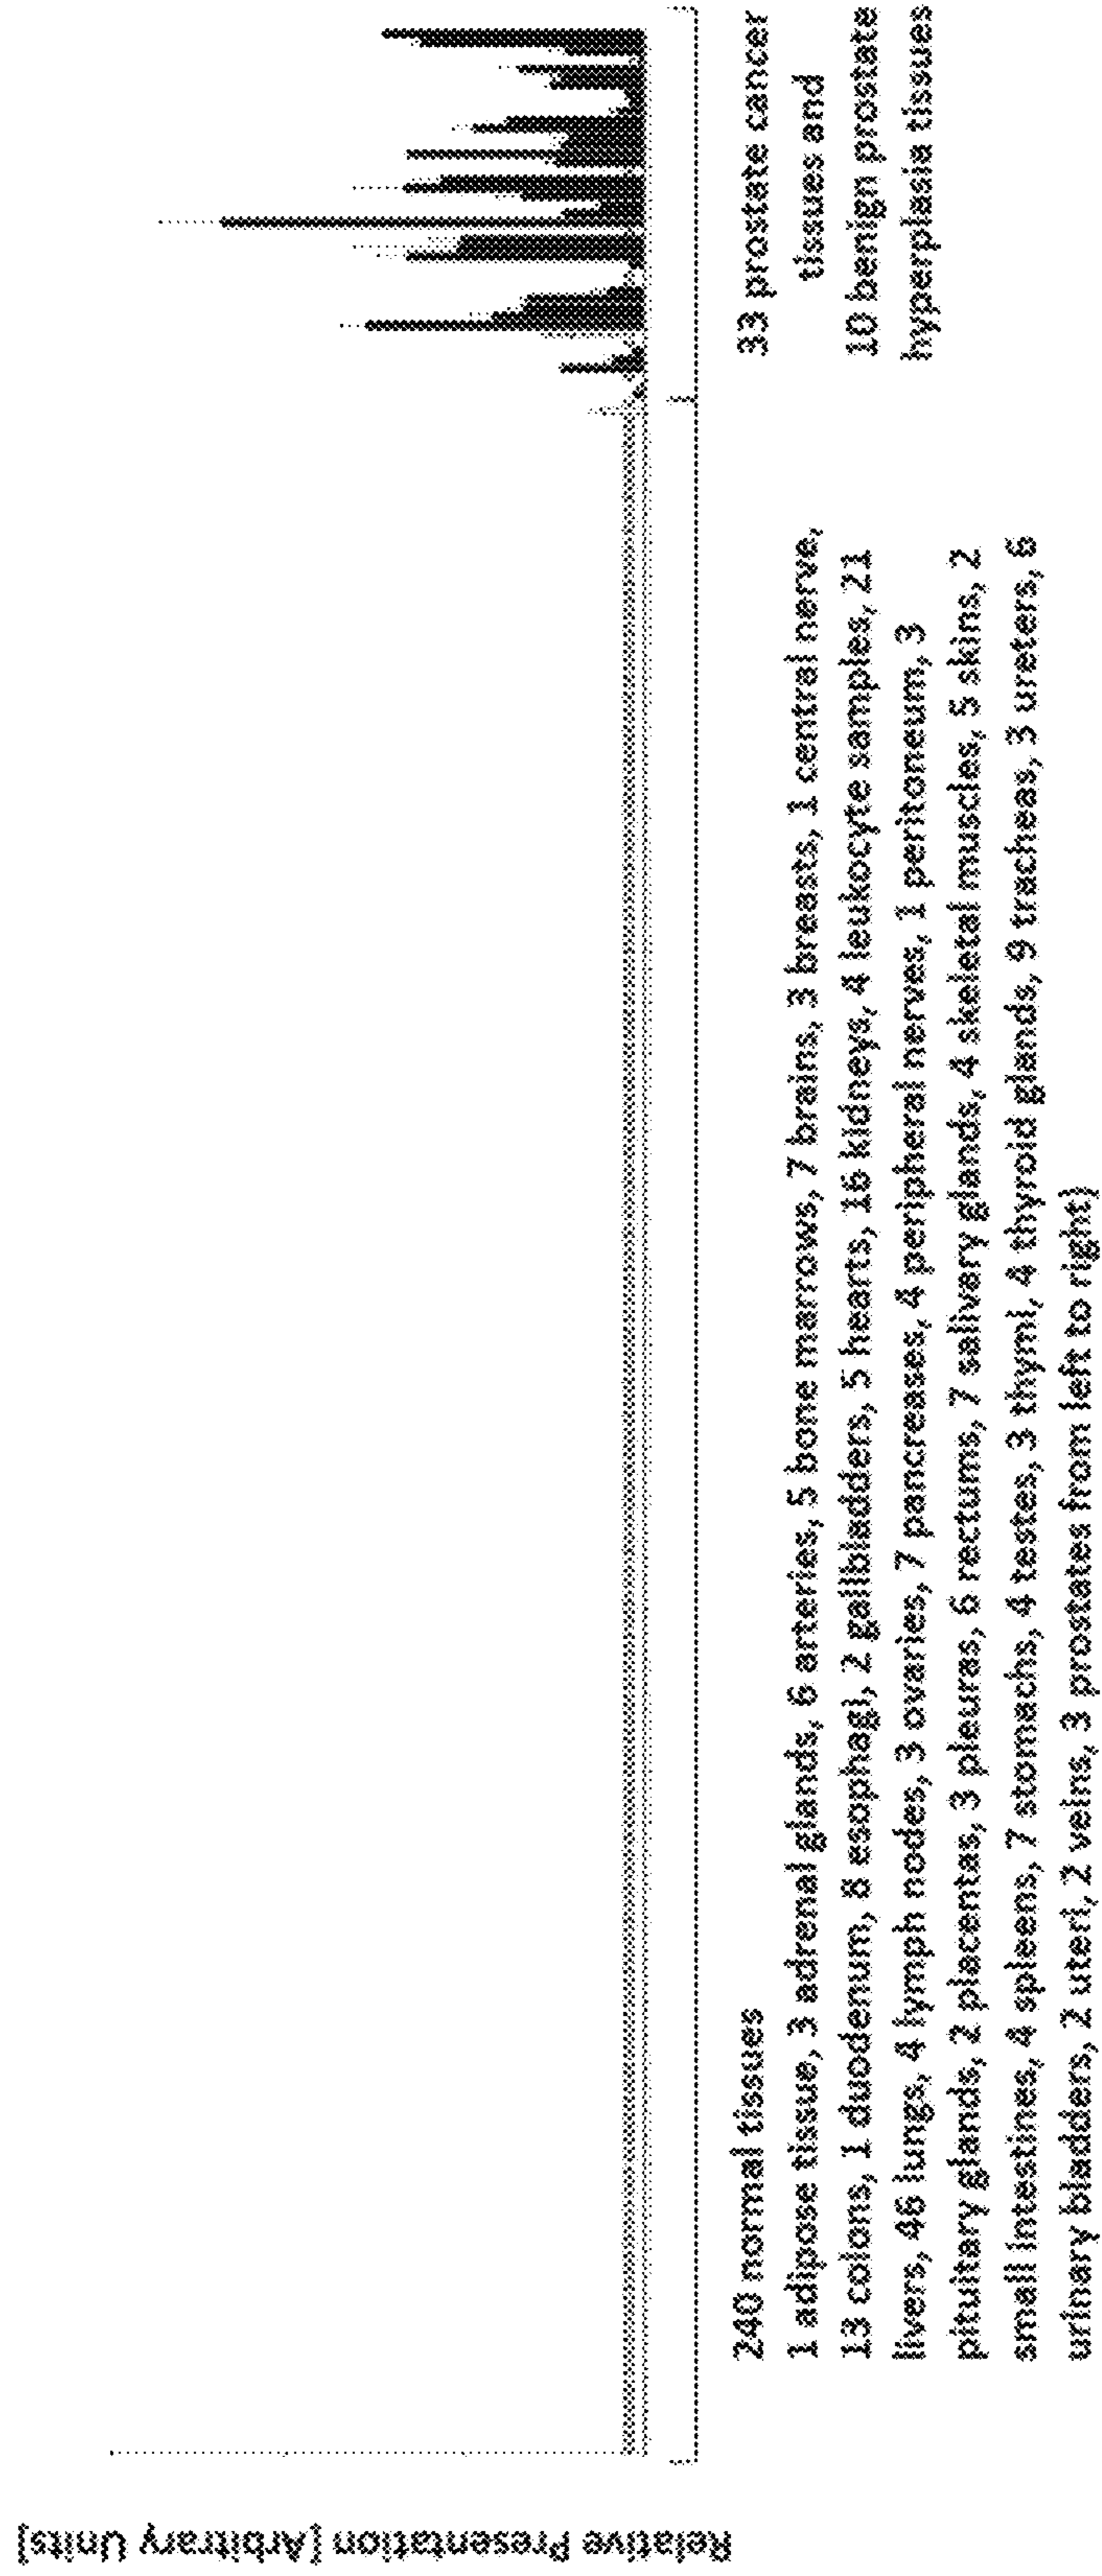 Relative Presentation [Arbitrary Units]
240 normal tissues
1 adipose tissue, 3 adrenal glands, 6 arteries, 5 bone marrows, 7 brains, 3 breasts, 1 central nerve,
13 colons, 1 duodenum, 8 esophagi, 2 gallbladders, 5 hearts, 16 kidneys, 4 leukocyte samples, 21
livers, 46 lungs, 4 lymph nodes, 3 ovaries, 7 pancreases, 4 peripheral nerves, 1 peritoneum, 3
pituitary glands, 2 placentas, 3 pleuras, 6 rectums, 7 salivery glands, 4 skeletal muscles, 5 skins, 2
small intestines, 4 spleens, 7 stomachs, 4 testes, 3 thymi, 4 thyroid glands, 9 tracheas, 3 ureters, 6
urinary bladders, 2 uteri, 2 veins, 3 prostates from left to right)
33 prostate cancer
tissues and
10 benign prostate
hyperplasia tissues